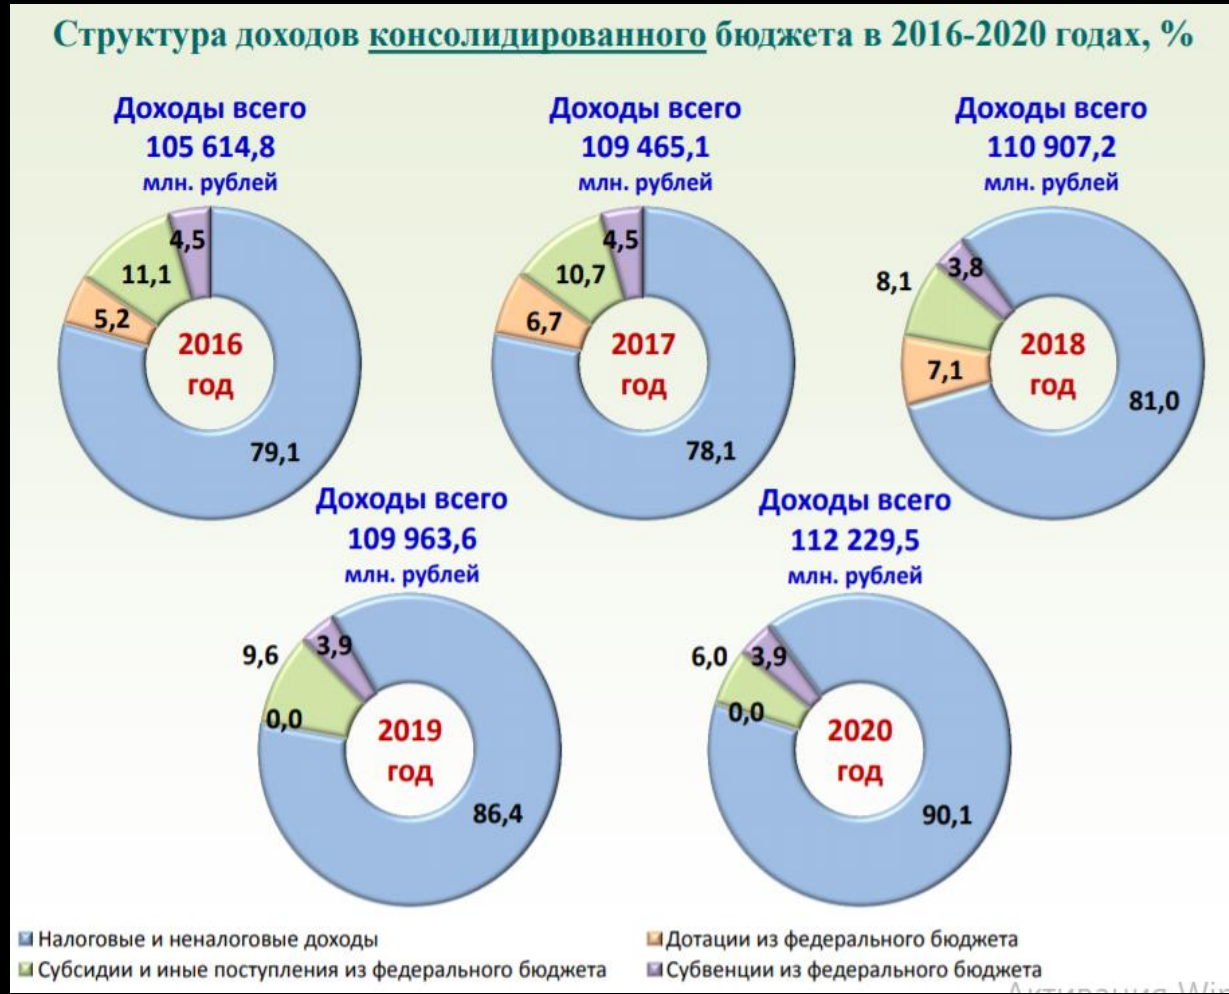 Структура доходов консолидированного бюджета в 2016-2020 годах, %
Доходы всего
105 614,8
млн. рублей
4,5
11,1
5,2
2016
год
79,1
Доходы всего
109 465,1
млн. рублей
4,5
10,7
6,7
2017
год
78,1
Доходы всего
110 907,2
млн. рублей
3,8
8,1
7,1
2018
год
81,0
Доходы всего
109 963,6
млн. рублей
3,9
9,6
0,0
2019
год
86,4
Доходы всего
112 229,5
млн. рублей
3,9
6,0
0,0
2020
год
90,1
Налоговые и неналоговые доходы
Дотации из федерального бюджета
Субсидии и иные поступления из федерального бюджета
Субвенции из федерального бюджета